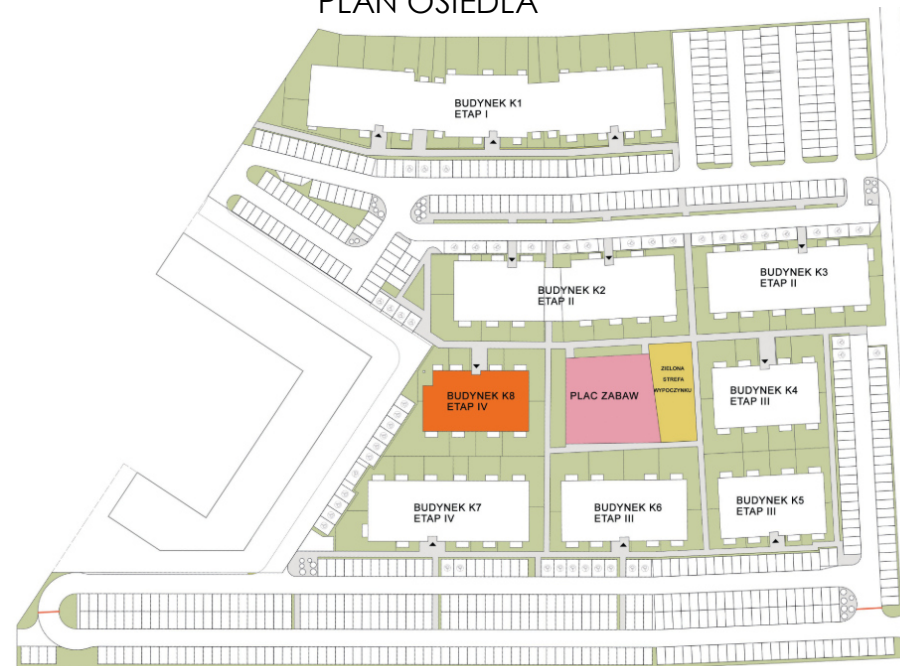 PLAN OSIEDLA
BUDYNEK K1
ETAP I
BUDYNEK K2
ETAP II
BUDYNEK K3
ETAP II
BUDYNEK K8
ETAP IV
PLAC ZABAW
ZIELONA
STREFA
WYPOCZYNKU
BUDYNEK K4
ETAP III
BUDYNEK K7
ETAP IV
BUDYNEK K6
ETAP III
BUDYNEK K5
ETAP III